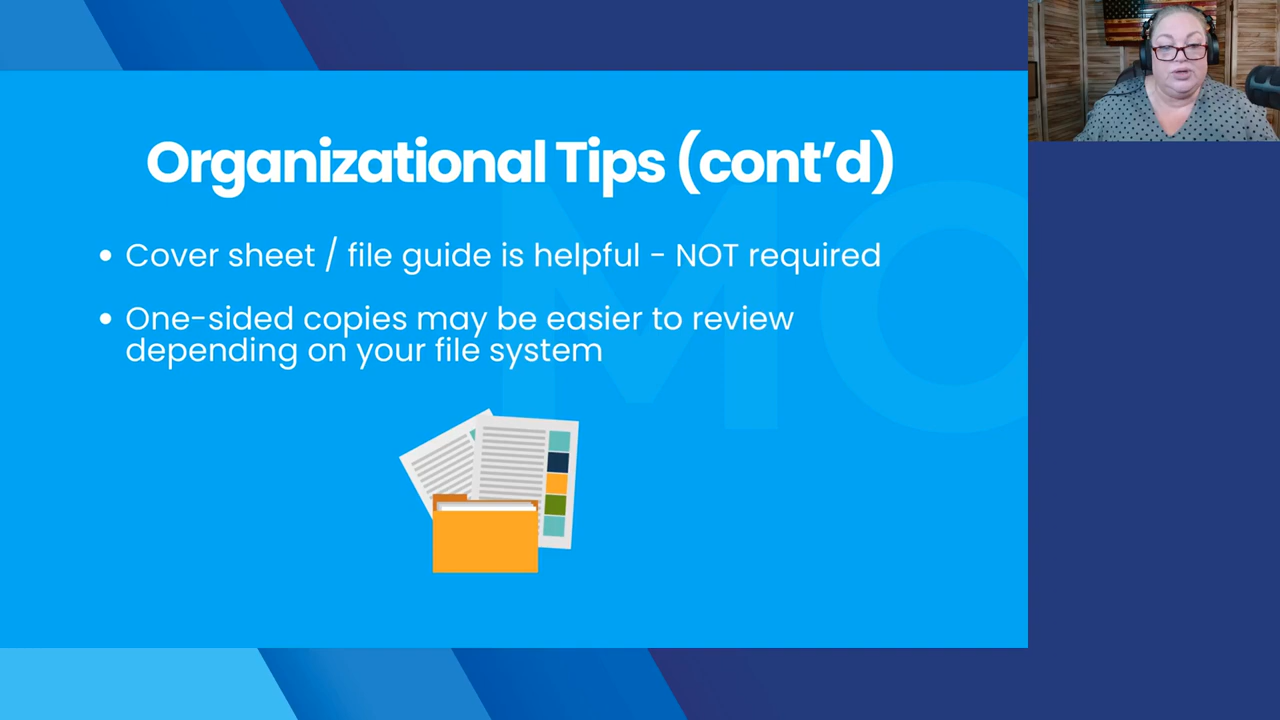 Organizational Tips (cont’d)
• Cover sheet / file guide is helpful - NOT required
• One-sided copies may be easier to review
depending on your file system
MO